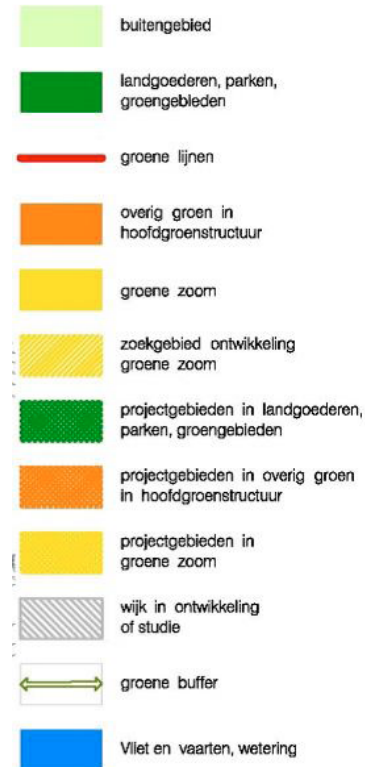 buitengebied
landgoederen, parken,
groengebieden
groene lijnen
overig groen in
hoofdgroenstructuur
groene zoom
zoekgebied ontwikkeling
groene zoom
projectgebieden in landgoederen,
parken, groengebieden
projectgebieden in overig groen
in hoofdgroenstructuur
projectgebieden in
groene zoom
wijk in ontwikkeling
of studie
groene buffer
Vliet en vaarten, wetering